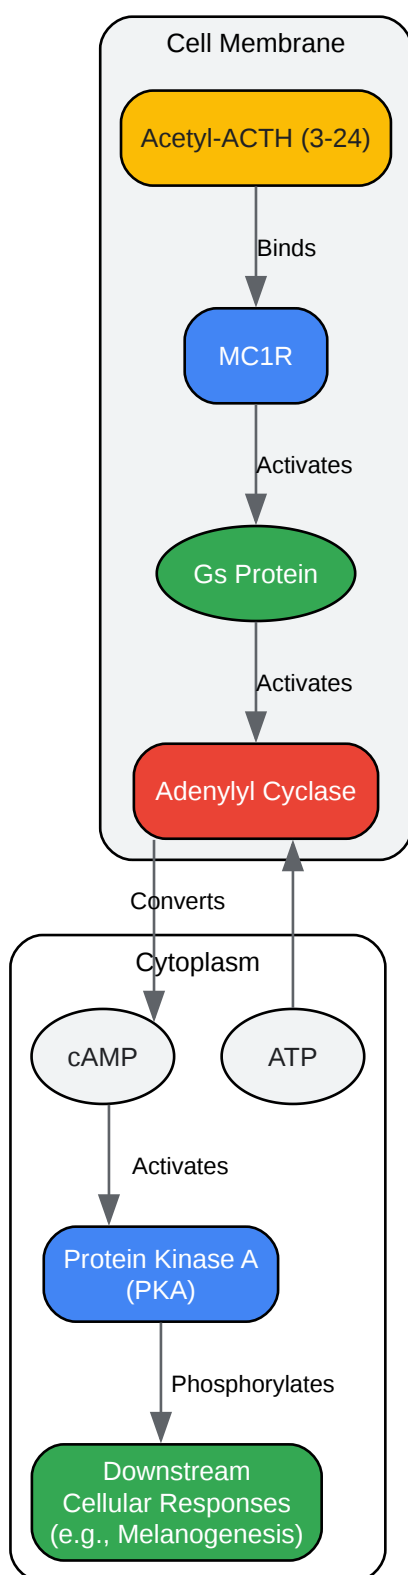 Cell Membrane
Acetyl-ACTH (3-24)
Binds
MC1R
Activates
Gs Protein
Activates
Adenylyl Cyclase
Converts
Cytoplasm
cAMP
ATP
Activates
Protein Kinase A
(PKA)
Phosphorylates
Downstream
Cellular Responses
(e.g., Melanogenesis)